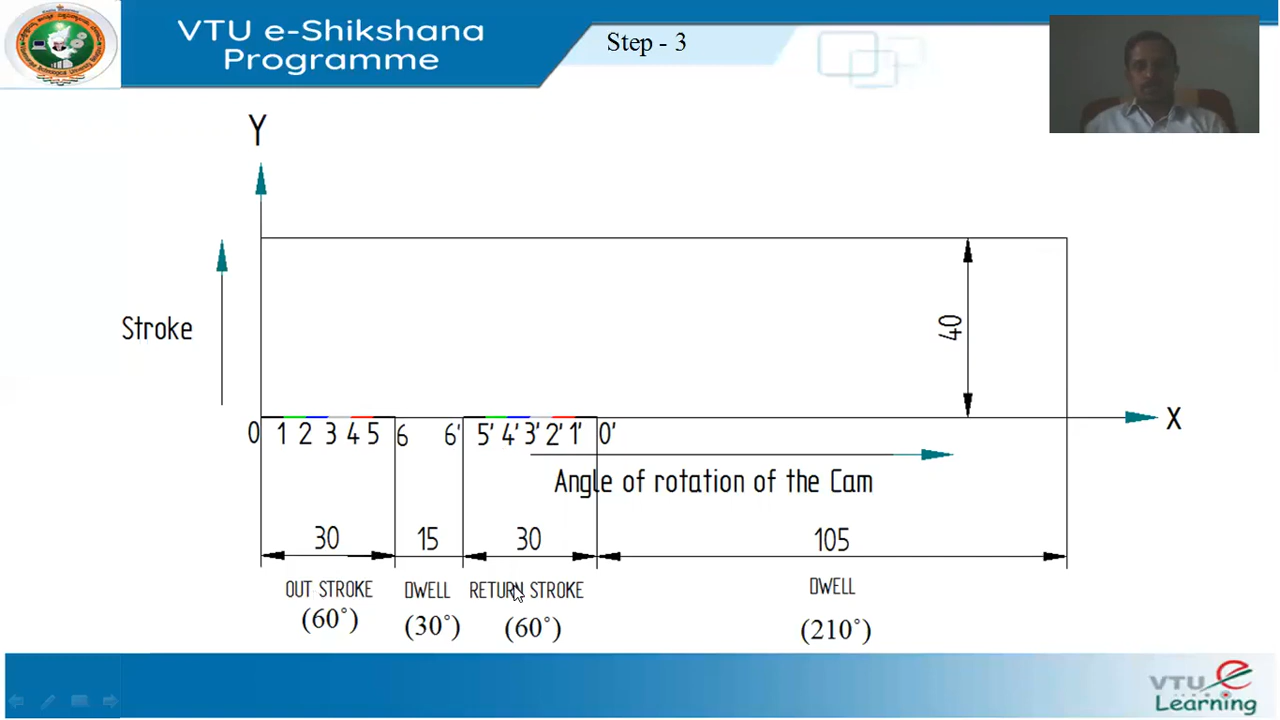 VTU e-Shikshana
Programme
Step - 3
Y
Stroke
40
0 1 2 3 4 5 6 6' 5' 4' 3' 2' 1' 0'
X
Angle of rotation of the Cam
30 15 30 105
OUT STROKE DWELL RETURN STROKE DWELL
(60°) (30°) (60°) (210°)
VTU e
Learning